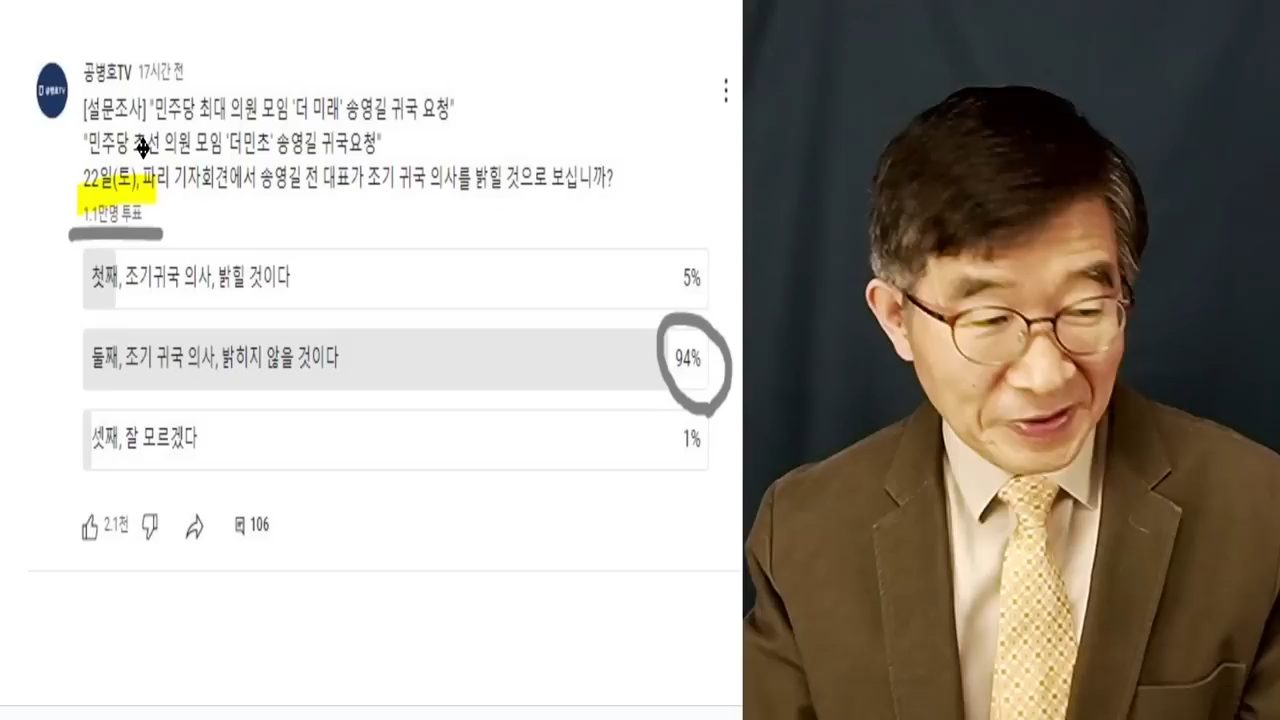 공병호TV 17시간 전
[설문조사] "민주당 최대 의원 모임 '더 미래' 송영길 귀국 요청"
"민주당 초선 의원 모임 '더민초' 송영길 귀국요청"
22일(토), 파리 기자회견에서 송영길 전 대표가 조기 귀국 의사를 밝힐 것으로 보십니까?
1.1만명 투표
첫째, 조기귀국 의사, 밝힐 것이다 5%
둘째, 조기 귀국 의사, 밝히지 않을 것이다 94%
셋째, 잘 모르겠다 1%
2.1천 106